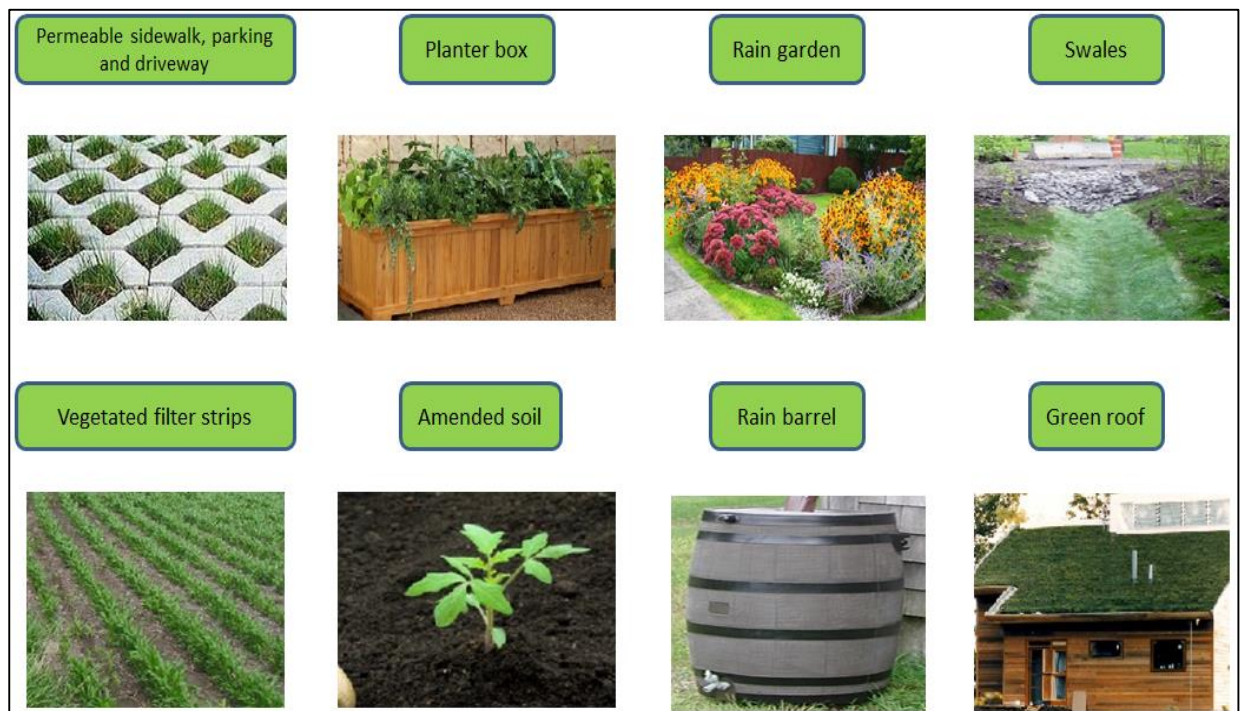 Permeable sidewalk, parking
and driveway
Planter box
Rain garden
Swales
Vegetated filter strips
Amended soil
Rain barrel
Green roof